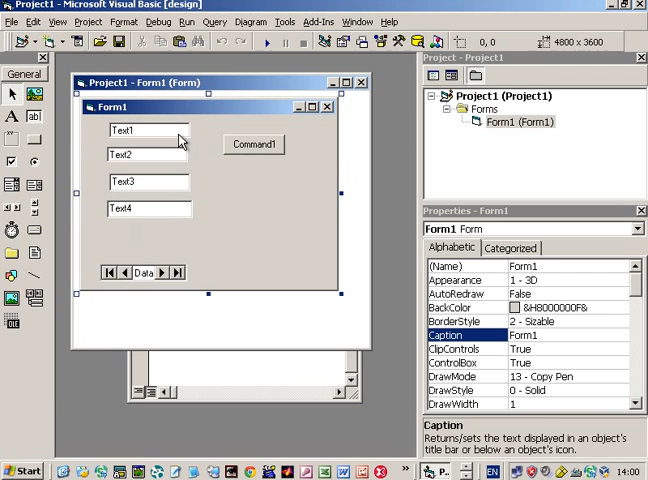 Project1 - Microsoft Visual Basic [design]
File Edit View Project Format Debug Run Query Diagram Tools Add-Ins Window Help
0, 0 4800 x 3600
General
A ab|
OLE
Project1 - Form1 (Form)
Form1
Text1
Text2
Text3
Text4
Command1
Data
Project - Project1
Project1 (Project1)
Forms
Form1 (Form1)
Properties - Form1
Form1 Form
Alphabetic Categorized
(Name) Form1
Appearance 1 - 3D
AutoRedraw False
BackColor &H8000000F&
BorderStyle 2 - Sizable
Caption Form1
ClipControls True
ControlBox True
DrawMode 13 - Copy Pen
DrawStyle 0 - Solid
DrawWidth 1
Caption
Returns/sets the text displayed in an object's
title bar or below an object's icon.
Start
P..
EN
14:00